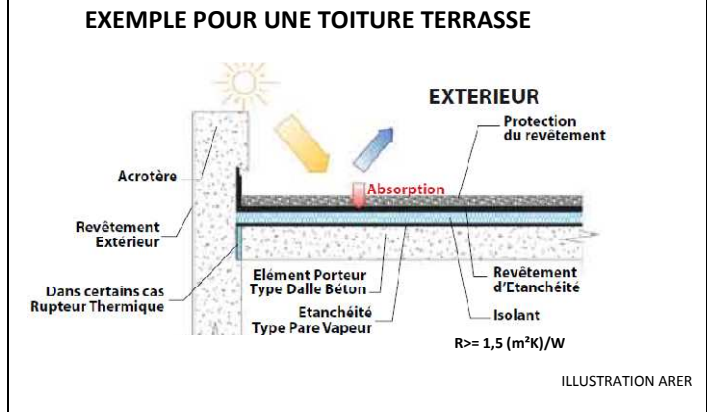 EXEMPLE POUR UNE TOITURE TERRASSE
EXTERIEUR
Protection
du revêtement
Acrotère
Absorption
Revêtement
Extérieur
Dans certains cas
Rupteur Thermique
Elément Porteur
Type Dalle Béton
Revêtement
d'Etanchéité
Etanchéité
Type Pare Vapeur
Isolant
R>= 1,5 (m²K)/W
ILLUSTRATION ARER